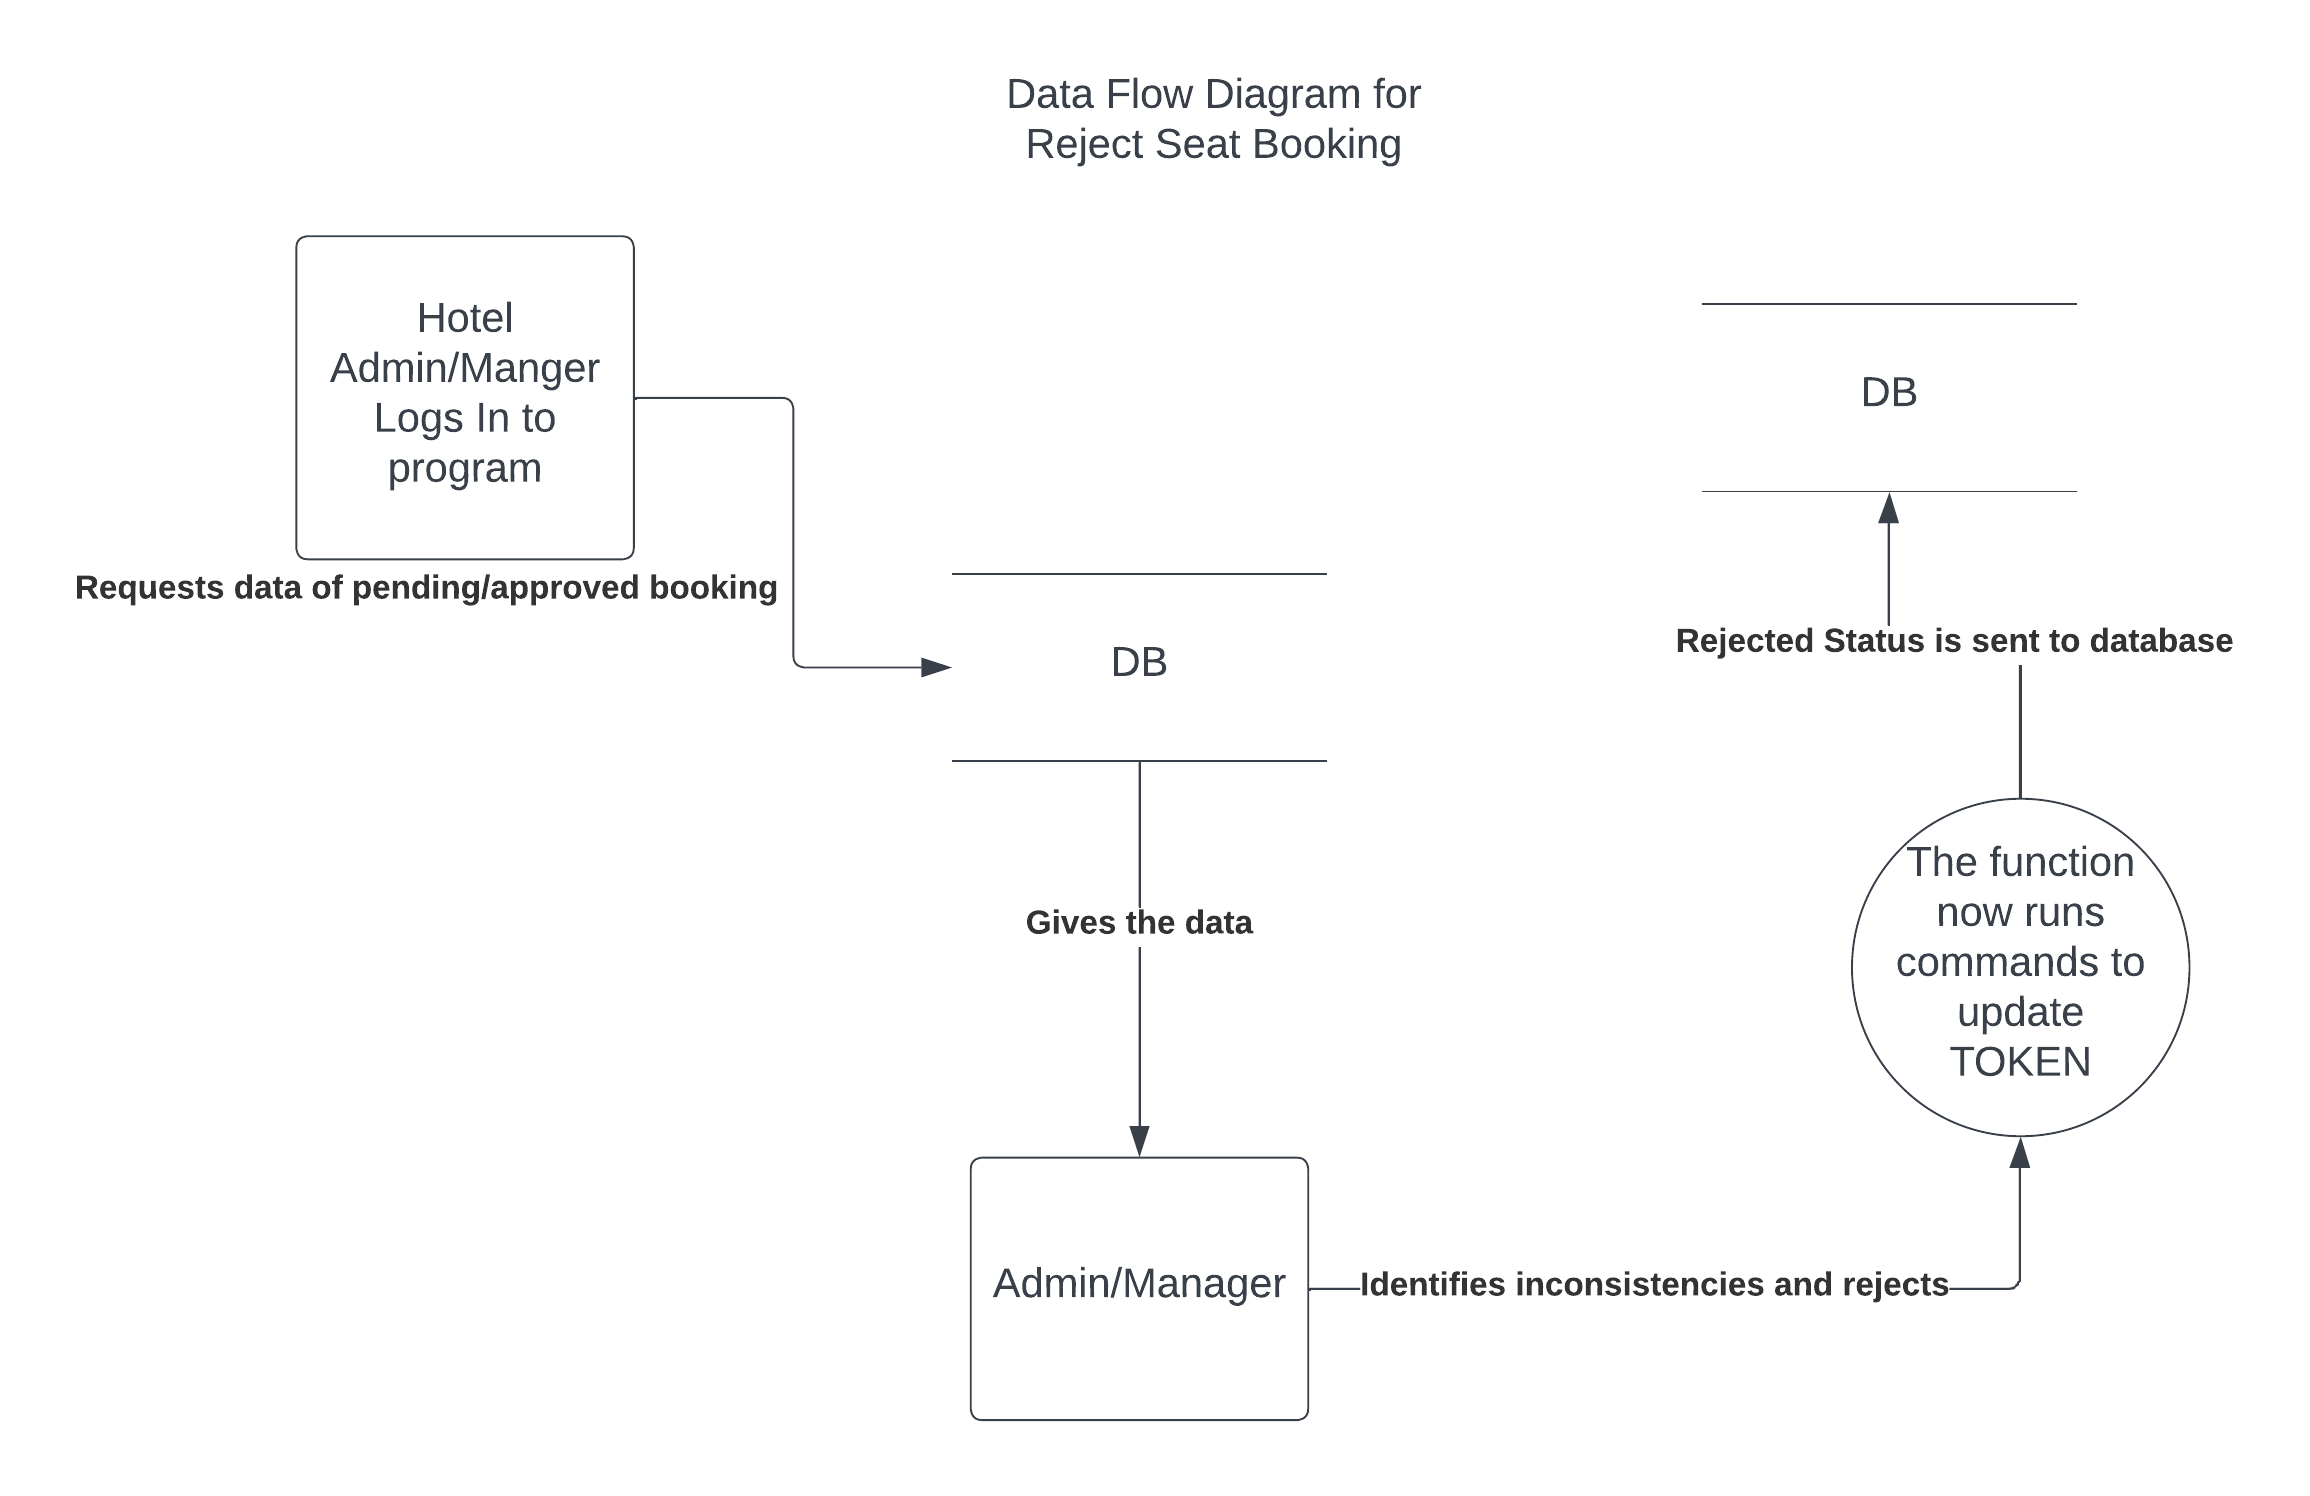 Data Flow Diagram for
Reject Seat Booking
Hotel
Admin/Manger
Logs In to
program
Requests data of pending/approved booking
DB
Gives the data
Admin/Manager
Identifies inconsistencies and rejects
The function
now runs
commands to
update
TOKEN
Rejected Status is sent to database
DB